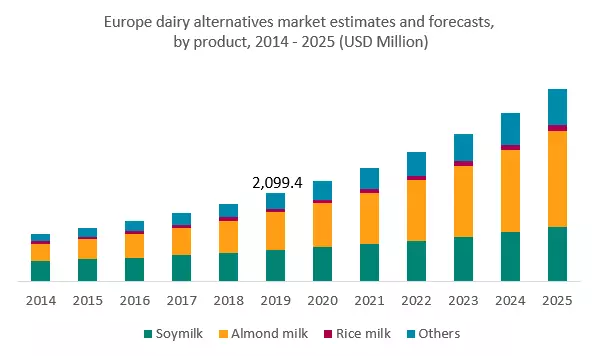 Europe dairy alternatives market estimates and forecasts,
by product, 2014 - 2025 (USD Million)
2,099.4
2014 2015 2016 2017 2018 2019 2020 2021 2022 2023 2024 2025
Soymilk Almond milk Rice milk Others